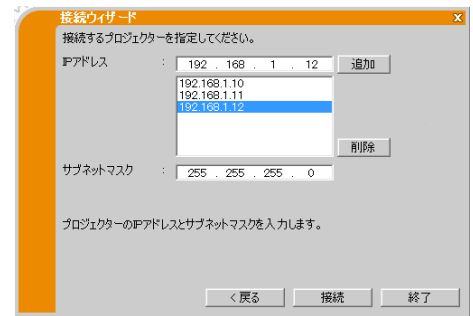 接続ウィザード
接続するプロジェクターを指定してください。
IPアドレス : 192 . 168 . 1 . 12 追加
192.168.1.10
192.168.1.11
192.168.1.12
削除
サブネットマスク : 255 . 255 . 255 . 0
プロジェクターのIPアドレスとサブネットマスクを入力します。
< 戻る 接続 終了